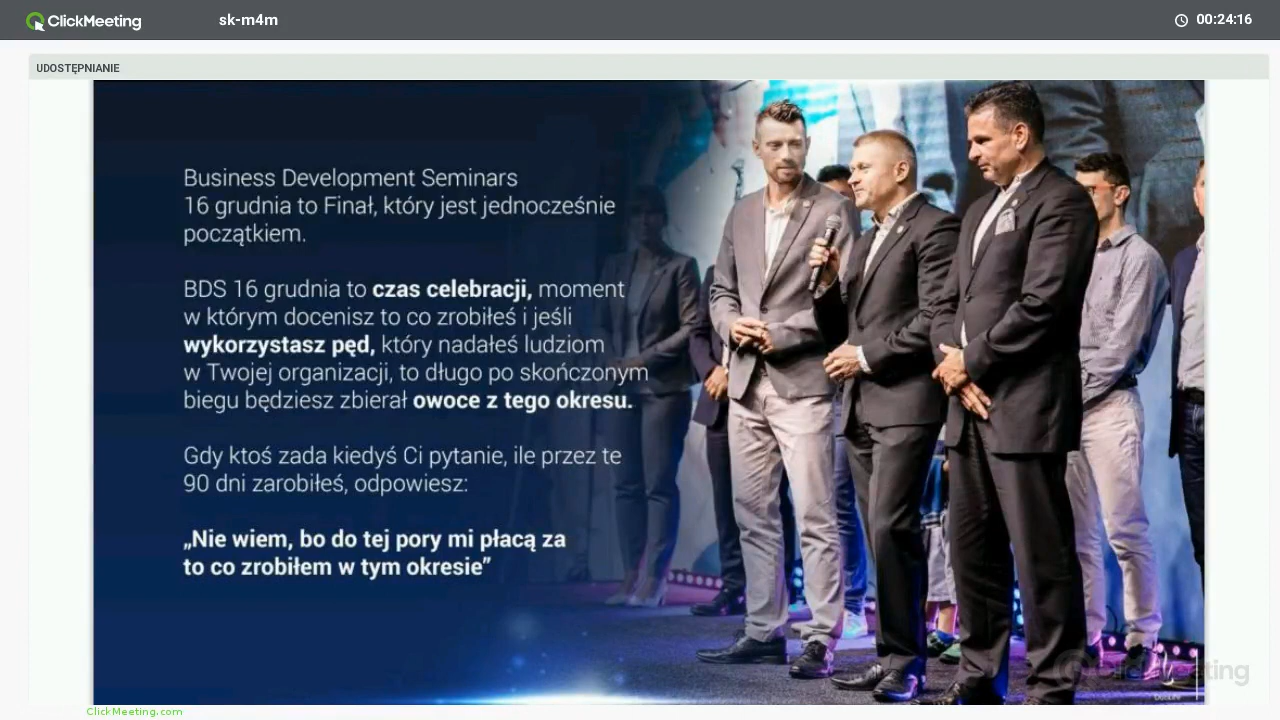 ClickMeeting
sk-m4m
00:24:16
UDOSTĘPNIANIE
Business Development Seminars
16 grudnia to Finał, który jest jednocześnie
początkiem.
BDS 16 grudnia to czas celebracji, moment
w którym docenisz to co zrobiłeś i jeśli
wykorzystasz pęd, który nadałeś ludziom
w Twojej organizacji, to długo po skończonym
biegu będziesz zbierał owoce z tego okresu.
Gdy ktoś zada kiedyś Ci pytanie, ile przez te
90 dni zarobiłeś, odpowiesz:
„Nie wiem, bo do tej pory mi płacą za
to co zrobiłem w tym okresie”
ClickMeeting
ClickMeeting.com